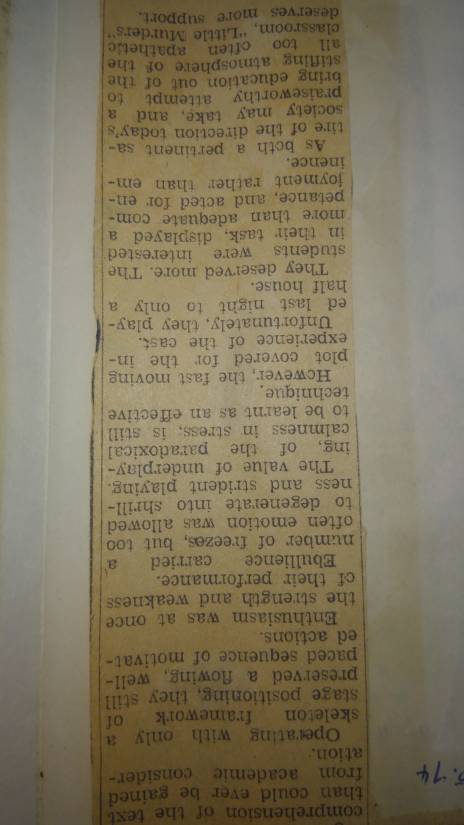 comprehension of the text
than could ever be gained
from academic consider-
ation.
Operating with only a
skeleton framework of
stage positioning, they still
preserved a flowing, well-
paced sequence of motivat-
ed actions.
Enthusiasm was at once
the strength and weakness
cf their performance.
Ebullience carried a
number of freezes, but too
often emotion was allowed
to degenerate into shrill-
ness and strident playing.
The value of underplay-
ing, of the paradoxical
calmness in stress, is still
to be learnt as an effective
technique.
However, the fast moving
plot covered for the in-
experience of the cast.
Unfortunately, they play-
ed last night to only a
half house.
They deserved more. The
students were interested
in their task, displayed a
more than adequate com-
petance, and acted for en-
joyment rather than em-
inence.
As both a pertinent sa-
tire of the direction today's
society may take, and a
praiseworthy attempt to
bring education out of the
stifling atmosphere of the
all too often apathetic
classroom, "Little Murders"
deserves more support.
5.74